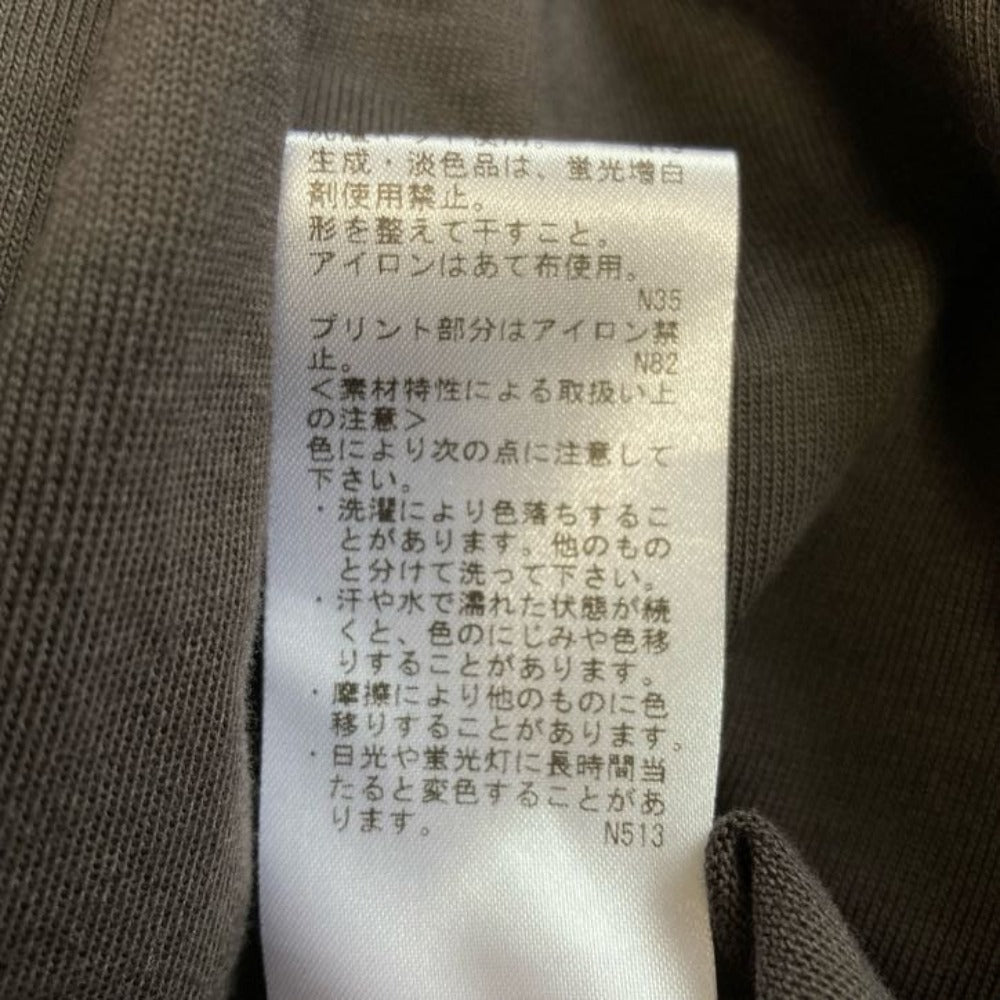 生成・淡色品は、蛍光増白
剤使用禁止。
形を整えて干すこと。
アイロンはあて布使用。
N35
プリント部分はアイロン禁
止。 N82
＜素材特性による取扱い上
の注意＞
色により次の点に注意して
下さい。
・洗濯により色落ちするこ
とがあります。他のもの
と分けて洗って下さい。
・汗や水で濡れた状態が続
くと、色のにじみや色移
りすることがあります。
・摩擦により他のものに色
移りすることがあります。
・日光や蛍光灯に長時間当
たると変色することがあ
ります。 N513